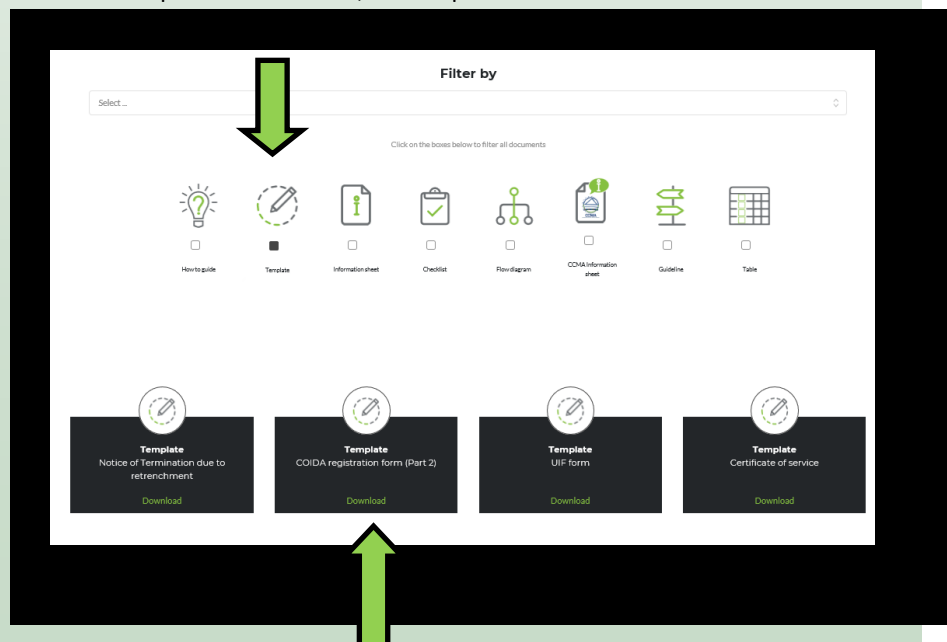 Filter by
Select ...
Click on the boxes below to filter all documents
CCMA
How to guide
Template
Information sheet
Checklist
Flow diagram
CCMA Information
sheet
Guideline
Table
Template
Notice of Termination due to
retrenchment
Download
Template
COIDA registration form (Part 2)
Download
Template
UIF form
Download
Template
Certificate of service
Download